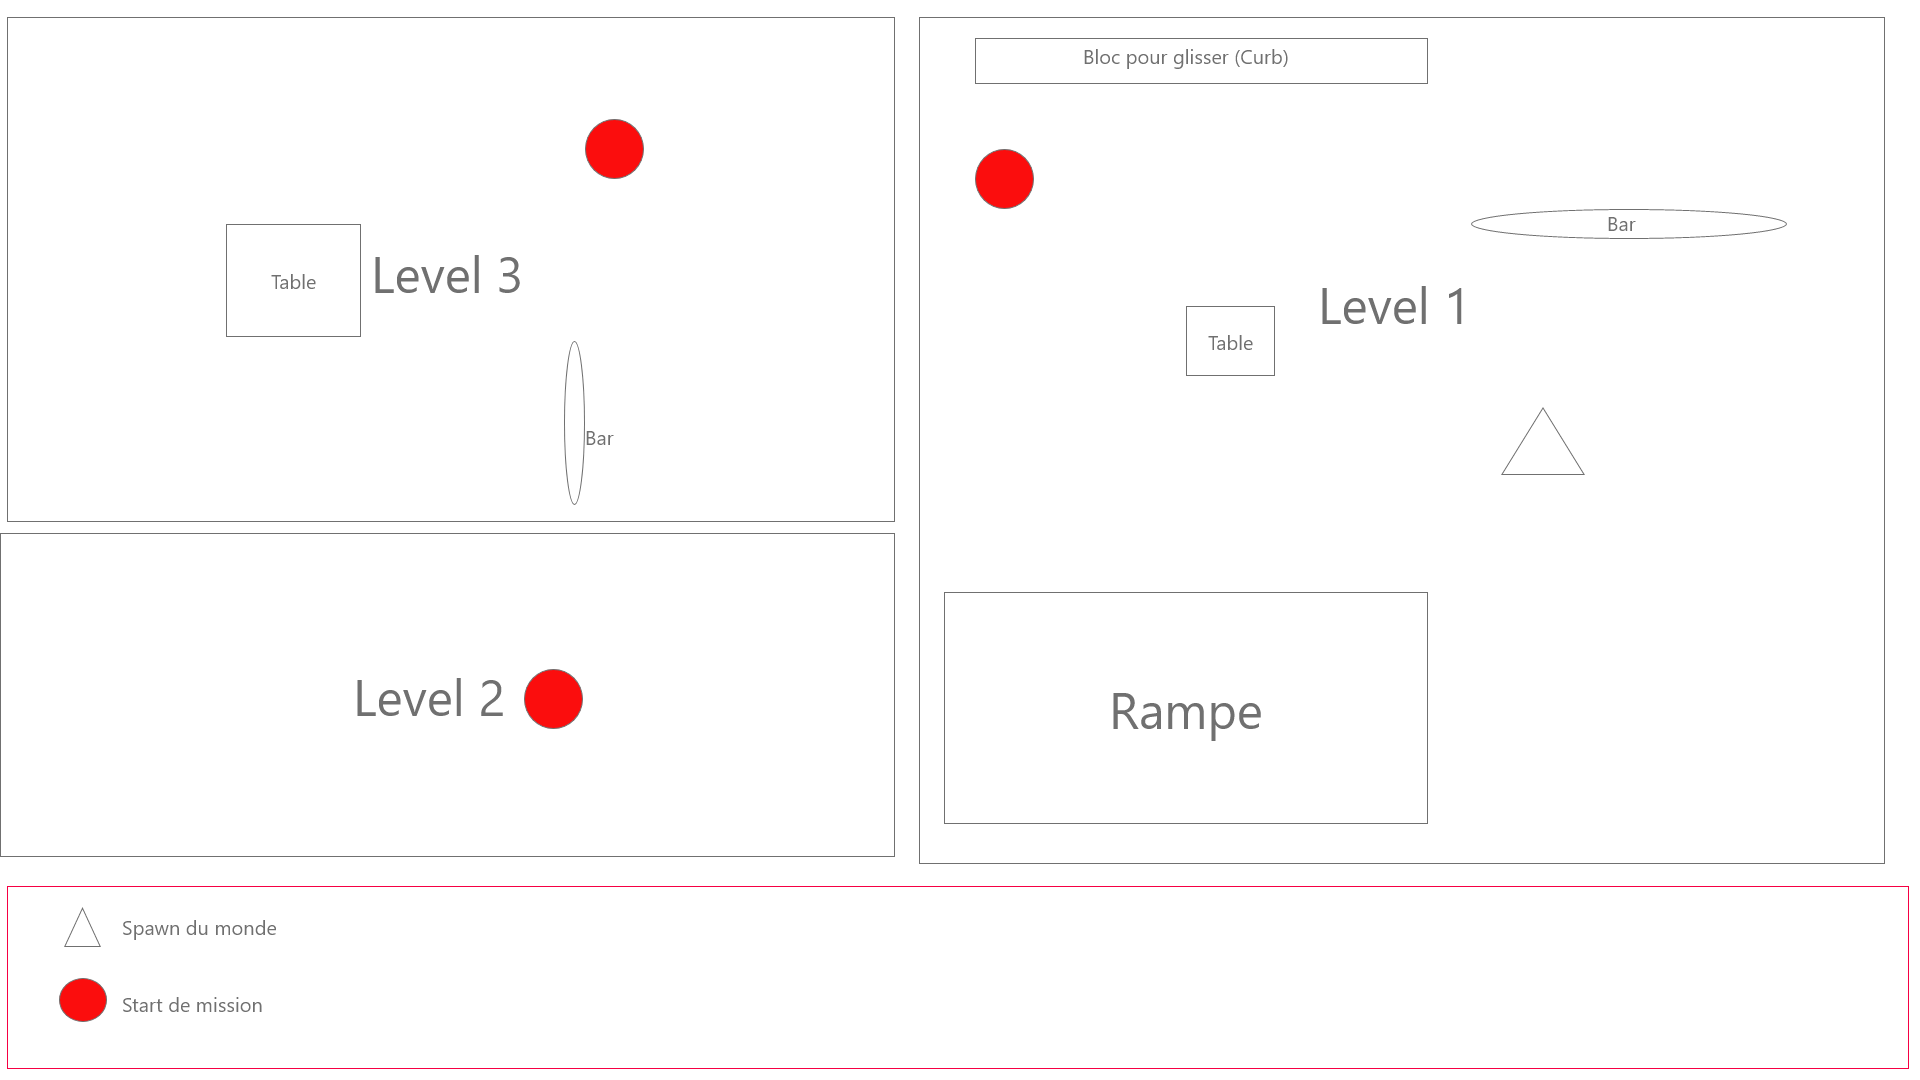 Bloc pour glisser (Curb)
Bar
Table
Level 3
Level 1
Table
Bar
Level 2
Rampe
Spawn du monde
Start de mission